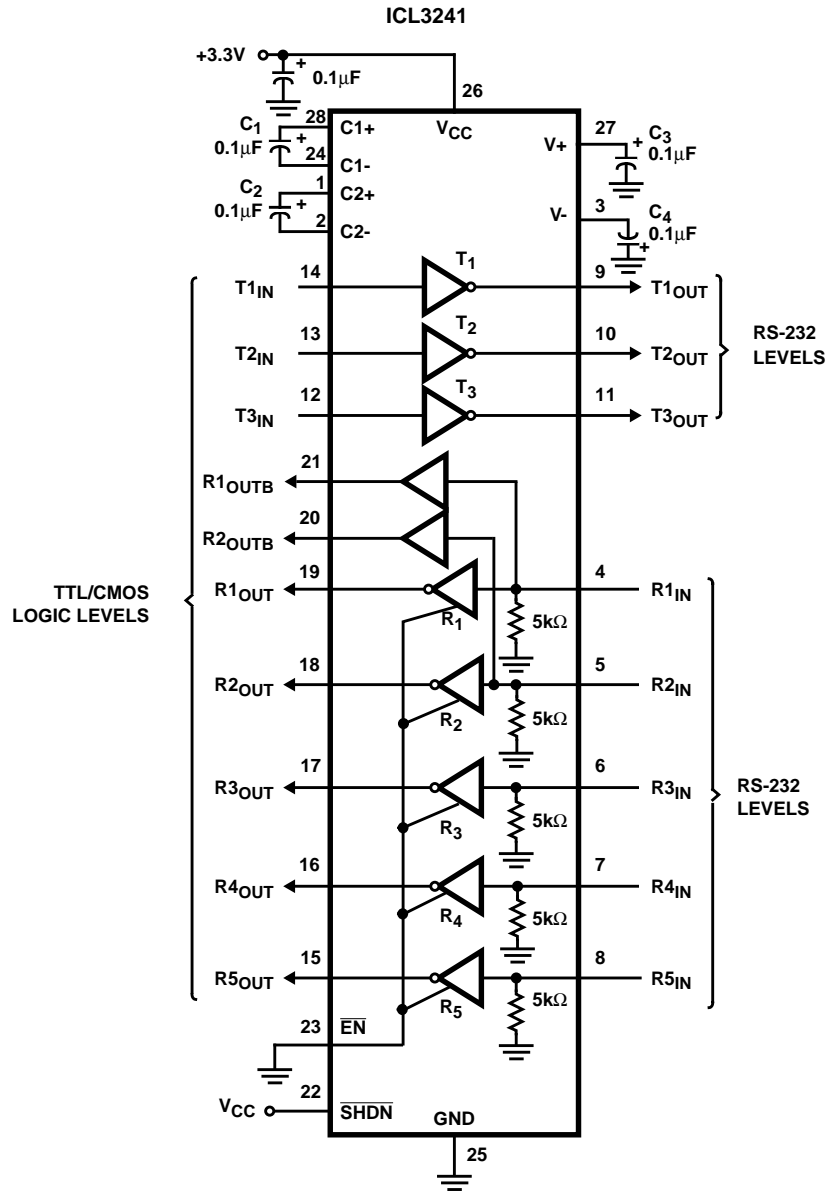 ICL3241
+3.3V
+
0.1µF
26
VCC
C1
0.1µF
+
28
C1+
24
C1-
C2
0.1µF
+
1
C2+
2
C2-
27
V+
+
C3
0.1µF
3
V-
C4
0.1µF
+
T1IN
14
T1
9
T1OUT
T2IN
13
T2
10
T2OUT
T3IN
12
T3
11
T3OUT
RS-232
LEVELS
R1OUTB
21
R2OUTB
20
TTL/CMOS
LOGIC LEVELS
R1OUT
19
R1
5kΩ
4
R1IN
R2OUT
18
R2
5kΩ
5
R2IN
R3OUT
17
R3
5kΩ
6
R3IN
R4OUT
16
R4
5kΩ
7
R4IN
R5OUT
15
R5
5kΩ
8
R5IN
RS-232
LEVELS
23
EN
22
VCC
SHDN
GND
25